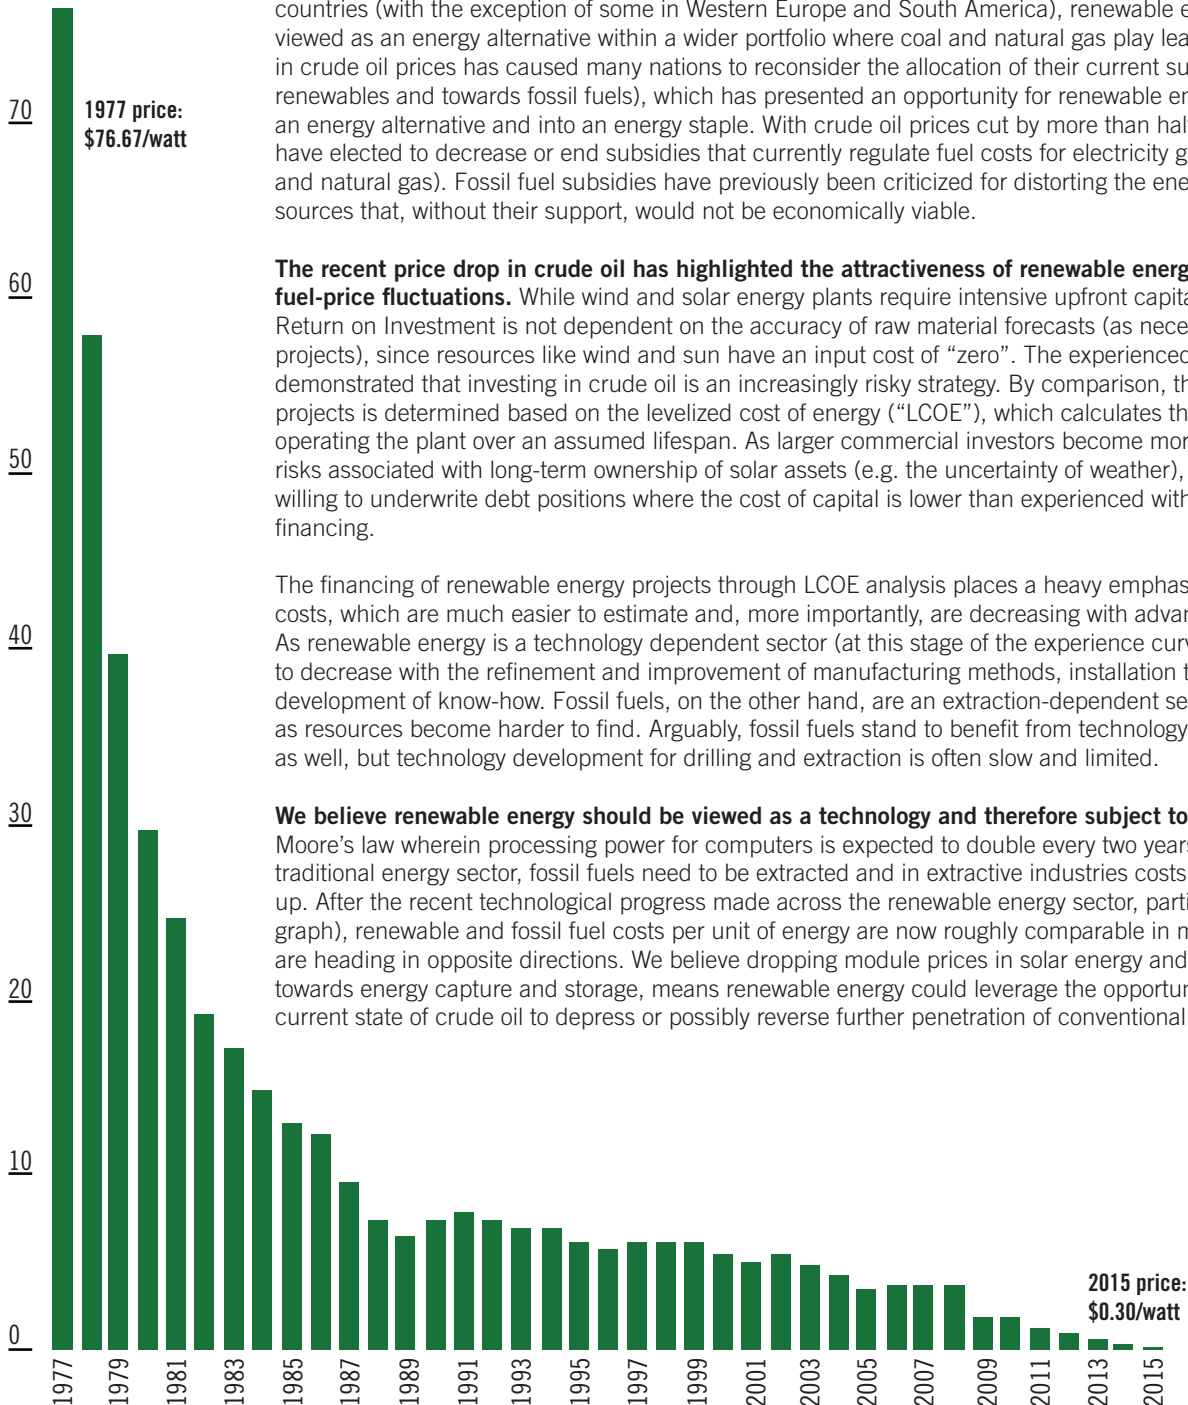 countries (with the exception of some in Western Europe and South America), renewable e
viewed as an energy alternative within a wider portfolio where coal and natural gas play lea
in crude oil prices has caused many nations to reconsider the allocation of their current su
renewables and towards fossil fuels), which has presented an opportunity for renewable en
an energy alternative and into an energy staple. With crude oil prices cut by more than hal
have elected to decrease or end subsidies that currently regulate fuel costs for electricity g
and natural gas). Fossil fuel subsidies have previously been criticized for distorting the ene
sources that, without their support, would not be economically viable.
The recent price drop in crude oil has highlighted the attractiveness of renewable energ
fuel-price fluctuations. While wind and solar energy plants require intensive upfront capita
Return on Investment is not dependent on the accuracy of raw material forecasts (as nece
projects), since resources like wind and sun have an input cost of “zero”. The experienced
demonstrated that investing in crude oil is an increasingly risky strategy. By comparison, th
projects is determined based on the levelized cost of energy (“LCOE”), which calculates th
operating the plant over an assumed lifespan. As larger commercial investors become mor
risks associated with long-term ownership of solar assets (e.g. the uncertainty of weather),
willing to underwrite debt positions where the cost of capital is lower than experienced with
financing.
The financing of renewable energy projects through LCOE analysis places a heavy emphas
costs, which are much easier to estimate and, more importantly, are decreasing with advan
As renewable energy is a technology dependent sector (at this stage of the experience curv
to decrease with the refinement and improvement of manufacturing methods, installation t
development of know-how. Fossil fuels, on the other hand, are an extraction-dependent se
as resources become harder to find. Arguably, fossil fuels stand to benefit from technology
as well, but technology development for drilling and extraction is often slow and limited.
We believe renewable energy should be viewed as a technology and therefore subject to
Moore’s law wherein processing power for computers is expected to double every two years
traditional energy sector, fossil fuels need to be extracted and in extractive industries costs
up. After the recent technological progress made across the renewable energy sector, parti
graph), renewable and fossil fuel costs per unit of energy are now roughly comparable in m
are heading in opposite directions. We believe dropping module prices in solar energy and
towards energy capture and storage, means renewable energy could leverage the opportun
current state of crude oil to depress or possibly reverse further penetration of conventional
70
60
50
40
30
20
10
0
1977 price:
$76.67/watt
2015 price:
$0.30/watt
1977
1979
1981
1983
1985
1987
1989
1991
1993
1995
1997
1999
2001
2003
2005
2007
2009
2011
2013
2015